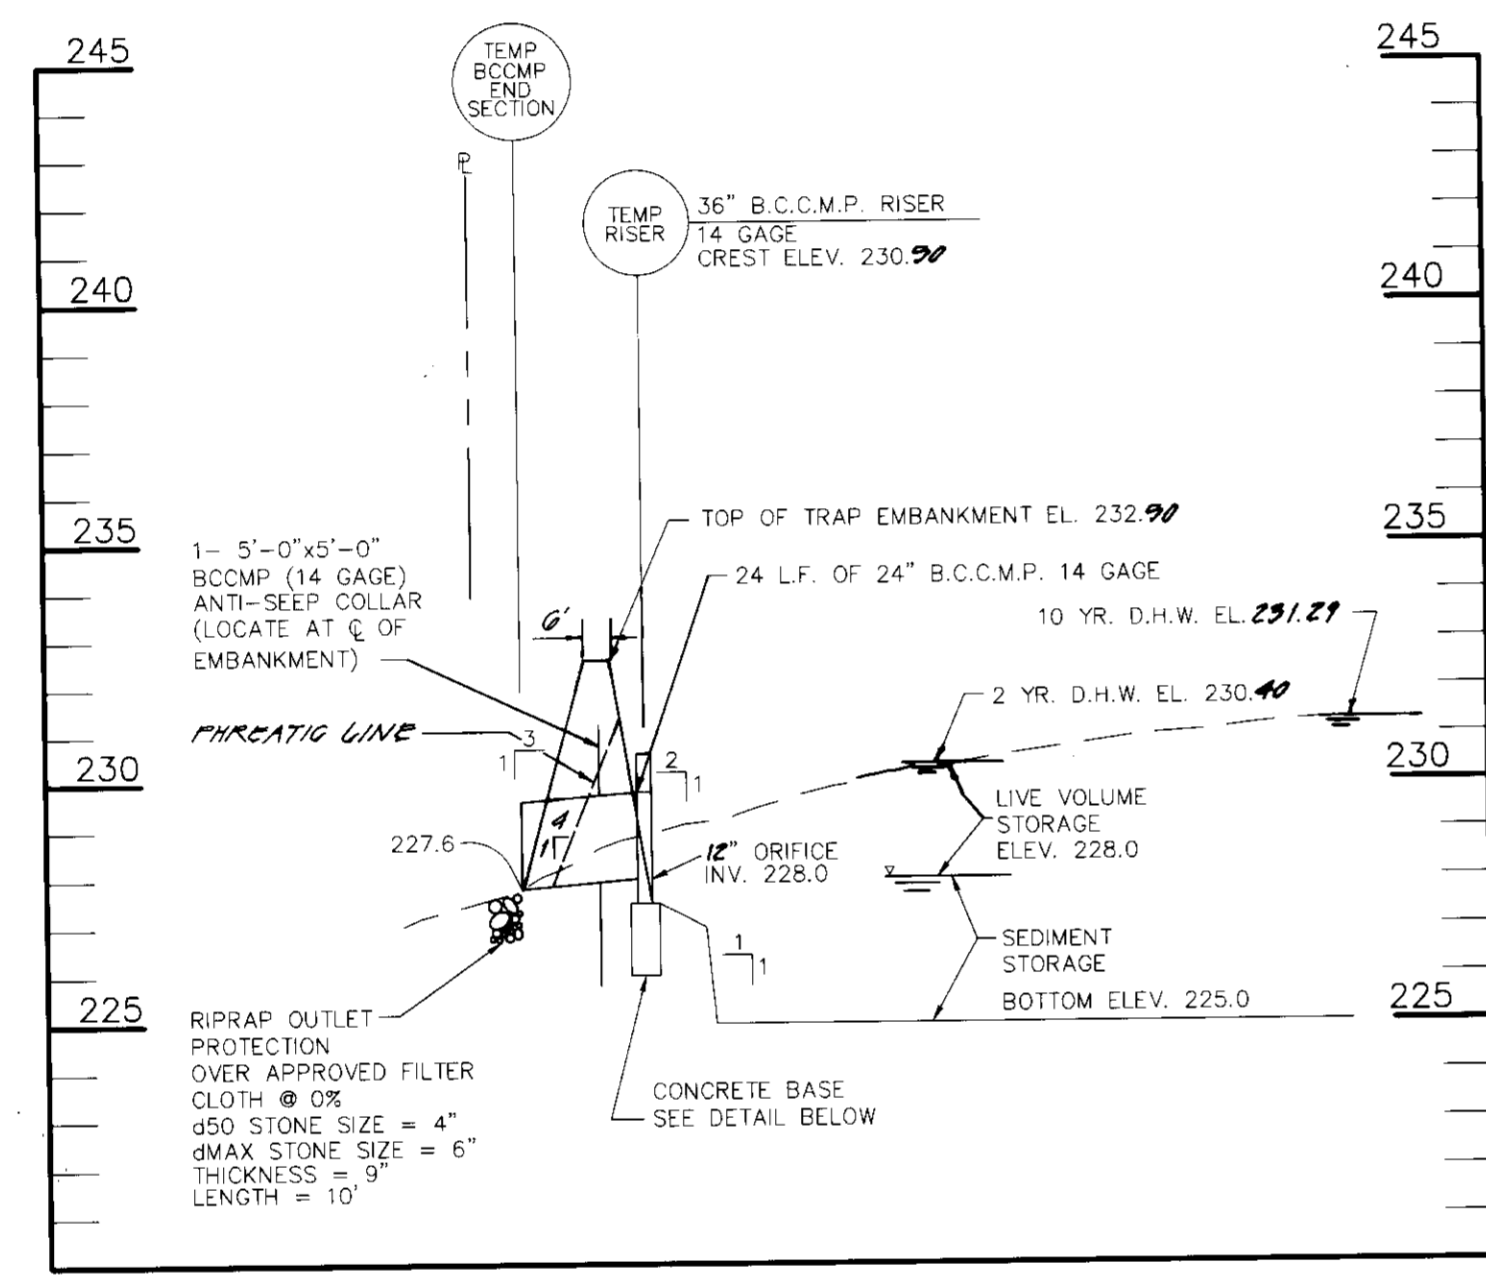 245
245
TEMP
BCCMP
END
SECTION
℄
TEMP
RISER
36" B.C.C.M.P. RISER
14 GAGE
CREST ELEV. 230.90
240
240
TOP OF TRAP EMBANKMENT EL. 232.90
235
235
1- 5'-0"x5'-0"
BCCMP (14 GAGE)
ANTI-SEEP COLLAR
(LOCATE AT ℄ OF
EMBANKMENT)
24 L.F. OF 24" B.C.C.M.P. 14 GAGE
6'
10 YR. D.H.W. EL. 231.29
2 YR. D.H.W. EL. 230.40
PHREATIC LINE
3
1
2
1
230
230
LIVE VOLUME
STORAGE
ELEV. 228.0
227.6
4
1
12" ORIFICE
INV. 228.0
SEDIMENT
STORAGE
1
1
BOTTOM ELEV. 225.0
225
225
RIPRAP OUTLET
PROTECTION
OVER APPROVED FILTER
CLOTH @ 0%
d50 STONE SIZE = 4"
dMAX STONE SIZE = 6"
THICKNESS = 9"
LENGTH = 10'
CONCRETE BASE
SEE DETAIL BELOW